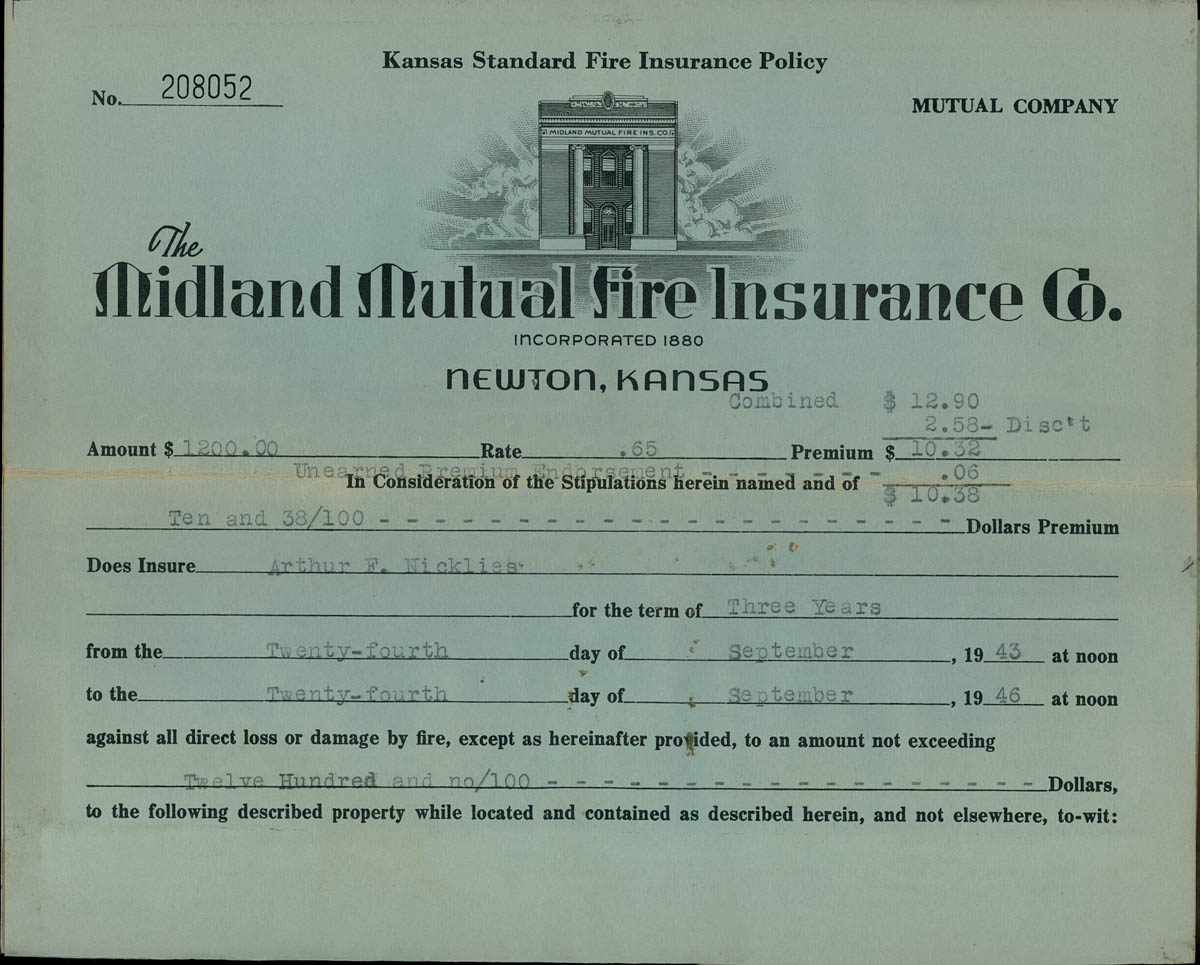 Kansas Standard Fire Insurance Policy
No. 208052
MUTUAL COMPANY
MIDLAND MUTUAL FIRE INS. CO.
The
Midland Mutual Fire Insurance Co.
INCORPORATED 1880
NEWTON, KANSAS
Combined $ 12.90
2.58- Disc't
Amount $ 1200.00 Rate .65 Premium $ 10.32
Unearned Premium Endorsement - - - - - - - .06
In Consideration of the Stipulations herein named and of $ 10.38
Ten and 38/100 - - - - - - - - - - - - - - - - - - - - Dollars Premium
Does Insure Arthur F. Nicklies
for the term of Three Years
from the Twenty-fourth day of September, 19 43 at noon
to the Twenty-fourth day of September, 19 46 at noon
against all direct loss or damage by fire, except as hereinafter provided, to an amount not exceeding
Twelve Hundred and no/100 - - - - - - - - - - - - - - - - - - Dollars,
to the following described property while located and contained as described herein, and not elsewhere, to-wit: